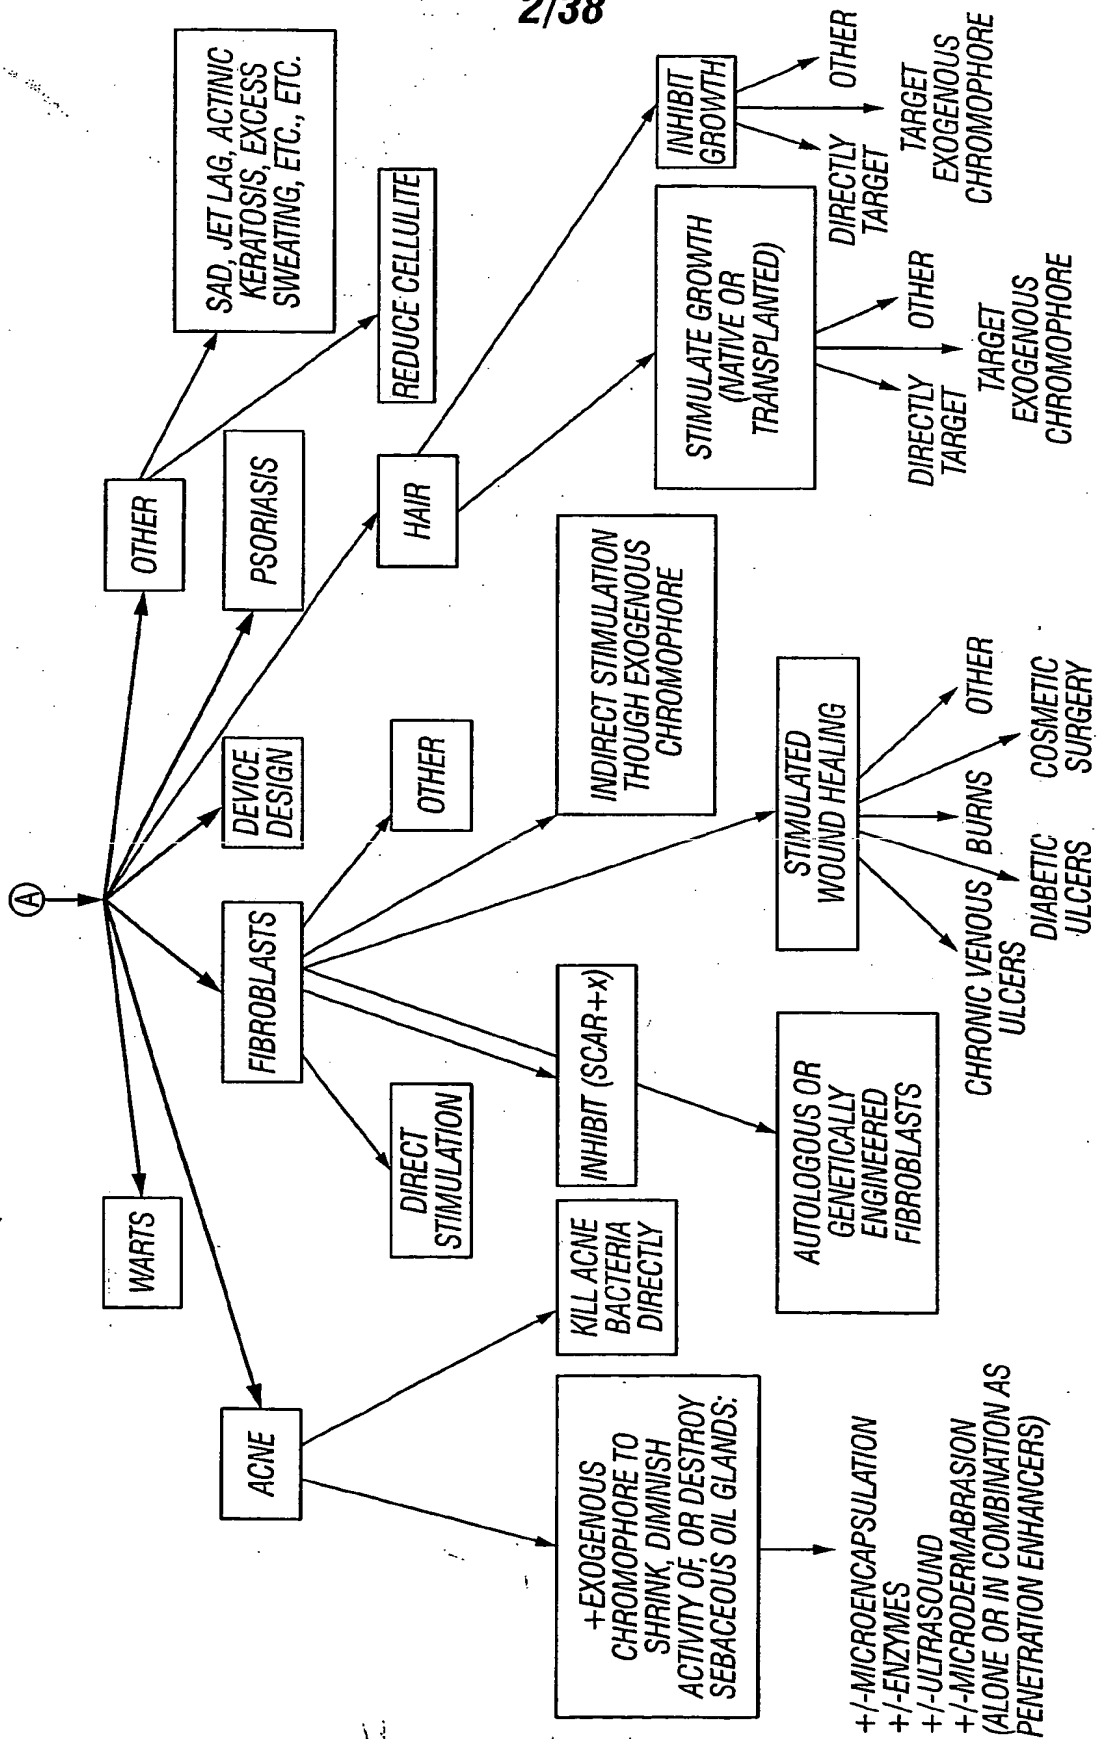 2/38
A
WARTS
OTHER
ACNE
FIBROBLASTS
DEVICE
DESIGN
PSORIASIS
SAD, JET LAG, ACTINIC
KERATOSIS, EXCESS
SWEATING, ETC., ETC.
DIRECT
STIMULATION
OTHER
HAIR
REDUCE CELLULITE
+EXOGENOUS
CHROMOPHORE TO
SHRINK, DIMINISH
ACTIVITY OF, OR DESTROY
SEBACEOUS OIL GLANDS:
KILL ACNE
BACTERIA
DIRECTLY
INHIBIT (SCAR+x)
INDIRECT STIMULATION
THOUGH EXOGENOUS
CHROMOPHORE
STIMULATE GROWTH
(NATIVE OR
TRANSPLANTED)
INHIBIT
GROWTH
AUTOLOGOUS OR
GENETICALLY
ENGINEERED
FIBROBLASTS
STIMULATED
WOUND HEALING
DIRECTLY
TARGET
OTHER
TARGET
EXOGENOUS
CHROMOPHORE
DIRECTLY
TARGET
OTHER
TARGET
EXOGENOUS
CHROMOPHORE
+/-MICROENCAPSULATION
+/-ENZYMES
+/-ULTRASOUND
+/-MICRODERMABRASION
(ALONE OR IN COMBINATION AS
PENETRATION ENHANCERS)
CHRONIC VENOUS
ULCERS
BURNS
OTHER
DIABETIC
ULCERS
COSMETIC
SURGERY